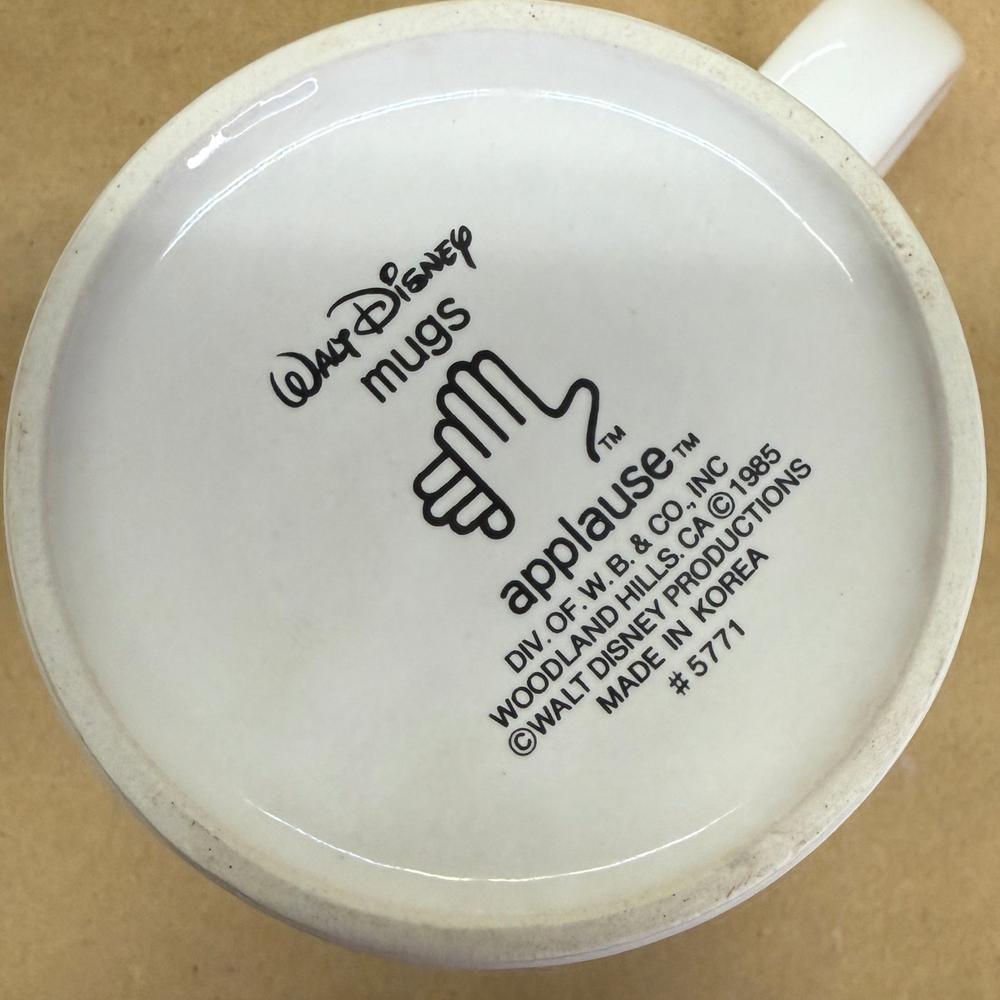 WALT DISNEY
mugs
TM
applause TM
DIV. OF. W. B. & CO., INC
WOODLAND HILLS. CA © 1985
©WALT DISNEY PRODUCTIONS
MADE IN KOREA
# 5771